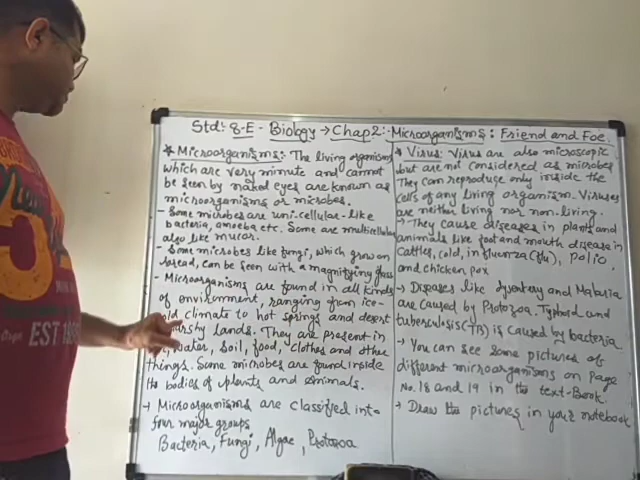 Std:- 8-E - Biology → Chap 2:- Microorganisms: Friend and Foe.
* Microorganisms: The living organisms
which are very minute and cannot
be seen by naked eyes are known as
microorganisms or microbes.
- Some microbes are uni-cellular-like
bacteria, amoeba etc. Some are multicellular
also like mucor.
- Some microbes like fungi, which grow on
bread, can be seen with a magnifying glass
- Microorganisms are found in all kinds
of environment, ranging from ice-
cold climate to hot springs and desert
marshy lands. They are present in
water, soil, food, clothes and other
things. Some microbes are found inside
the bodies of plants and animals.
→ Microorganisms are classified into
four major groups
Bacteria, Fungi, Algae, Protozoa
* Virus: Virus are also microscopic
but are not considered as microbes
They can reproduce only inside the
cells of any living organism. Viruses
are neither living nor non-living.
→ They cause diseases in plants and
animals like foot and mouth disease in
Cattles, cold, influenza (flu), Polio
and chicken pox
→ Diseases like dysentery and Malaria
are caused by Protozoa. Typhoid and
tuberculosis (TB) is caused by bacteria.
→ You can see some pictures of
different microorganisms on page
No. 18 and 19 in the text-Book.
→ Draw the pictures in your notebook
EST